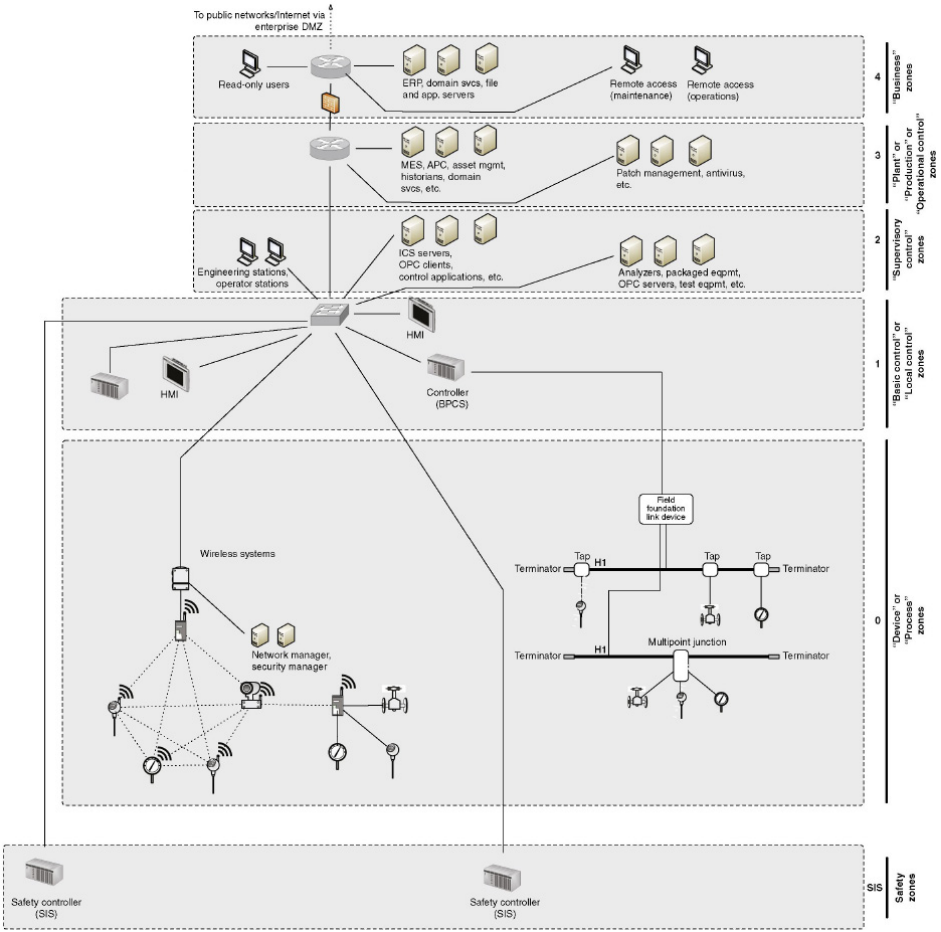 To public networks/Internet via
enterprise DMZ
Read-only users
ERP, domain svcs, file
and app. servers
Remote access
(maintenance)
Remote access
(operations)
4
"Business"
zones
MES, APC, asset mgmt,
historians, domain
svcs, etc.
Patch management, antivirus,
etc.
3
"Plant" or
"Production" or
"Operational control"
zones
Engineering stations,
operator stations
ICS servers,
OPC clients,
control applications, etc.
Analyzers, packaged eqpmt,
OPC servers, test eqpmt, etc.
2
"Supervisory
control"
zones
HMI
HMI
Controller
(BPCS)
1
"Basic control" or
"Local control"
zones
Field
foundation
link device
Wireless systems
Tap
Tap
Tap
Terminator
H1
Terminator
Network manager,
security manager
Multipoint junction
Terminator
H1
Terminator
0
"Device" or
"Process"
zones
Safety controller
(SIS)
Safety controller
(SIS)
SIS
Safety
zones